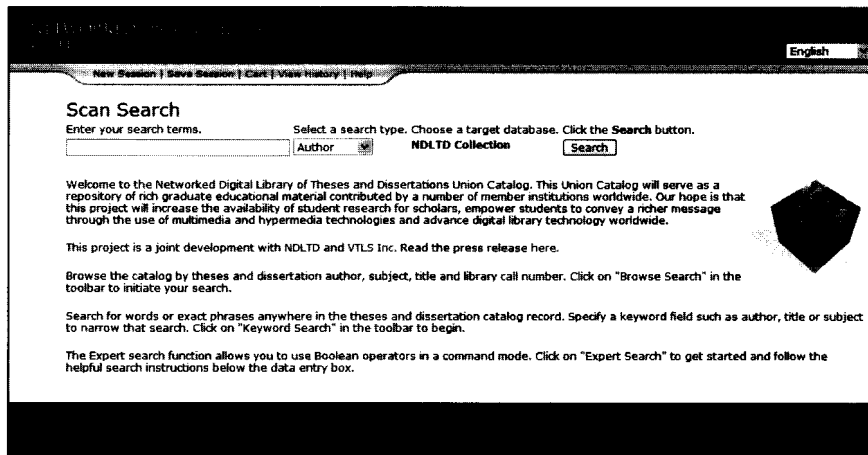 English
New Session | Save Session | Cart | View History | Help
Scan Search
Enter your search terms. Select a search type. Choose a target database. Click the Search button.
Author NDLTD Collection Search
Welcome to the Networked Digital Library of Theses and Dissertations Union Catalog. This Union Catalog will serve as a
repository of rich graduate educational material contributed by a number of member institutions worldwide. Our hope is that
this project will increase the availability of student research for scholars, empower students to convey a richer message
through the use of multimedia and hypermedia technologies and advance digital library technology worldwide.
This project is a joint development with NDLTD and VTLS Inc. Read the press release here.
Browse the catalog by theses and dissertation author, subject, title and library call number. Click on "Browse Search" in the
toolbar to initiate your search.
Search for words or exact phrases anywhere in the theses and dissertation catalog record. Specify a keyword field such as author, title or subject
to narrow that search. Click on "Keyword Search" in the toolbar to begin.
The Expert search function allows you to use Boolean operators in a command mode. Click on "Expert Search" to get started and follow the
helpful search instructions below the data entry box.